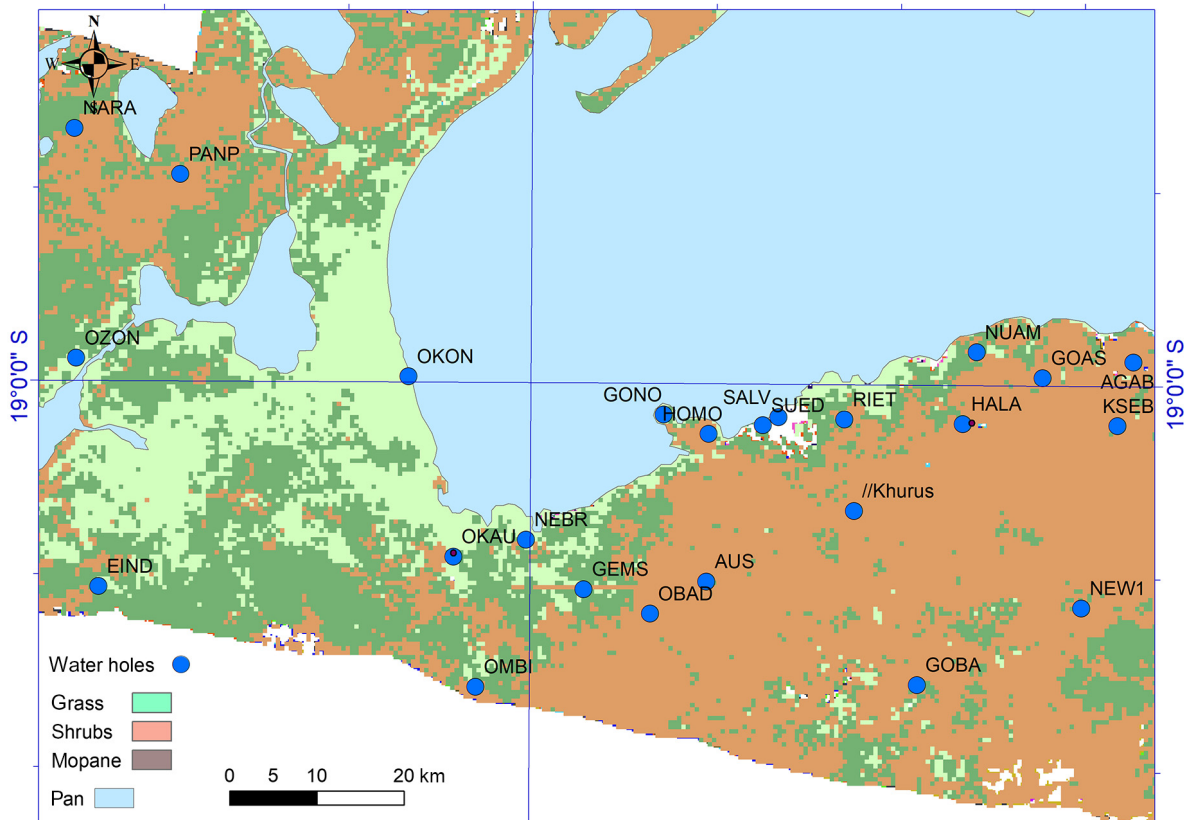 N
W E
S
NARA
PANP
OZON
OKON
NUAM
GOAS
AGAB
GONO
HOMO
SALV
SUED
RIET
HALA
KSEB
//Khurus
NEBR
OKAU
EIND
GEMS
AUS
OBAD
NEW1
OMBI
GOBA
19°0'0" S
19°0'0" S
Water holes
Grass
Shrubs
Mopane
Pan
0 5 10 20 km